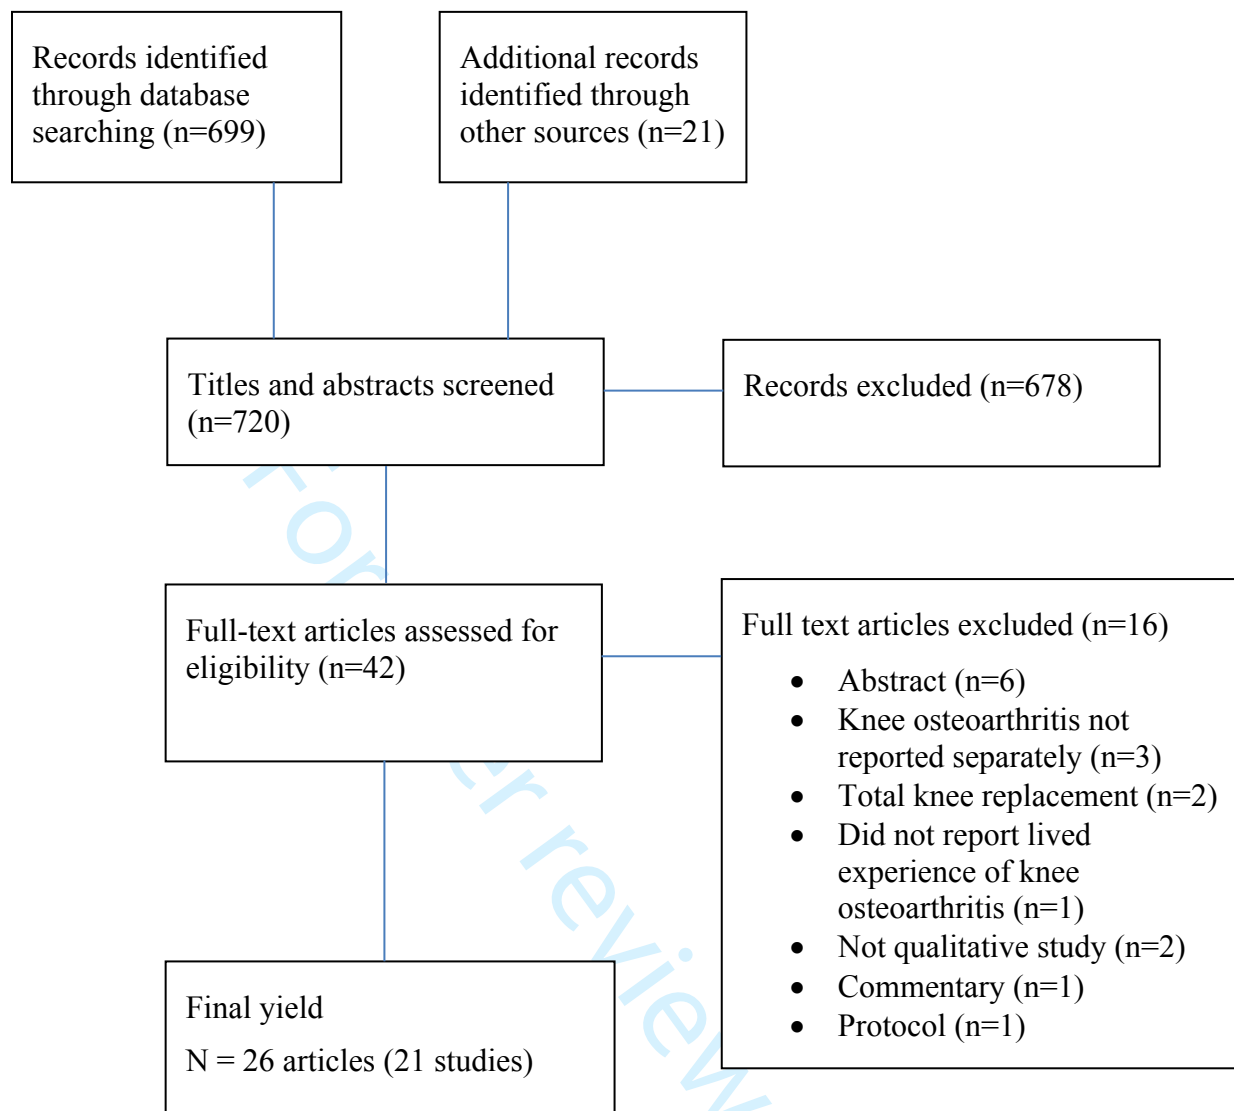 Records identified
through database
searching (n=699)
Additional records
identified through
other sources (n=21)
Titles and abstracts screened
(n=720)
Records excluded (n=678)
Full-text articles assessed for
eligibility (n=42)
Full text articles excluded (n=16)
• Abstract (n=6)
• Knee osteoarthritis not
reported separately (n=3)
• Total knee replacement (n=2)
• Did not report lived
experience of knee
osteoarthritis (n=1)
• Not qualitative study (n=2)
• Commentary (n=1)
• Protocol (n=1)
Final yield
N = 26 articles (21 studies)
For review